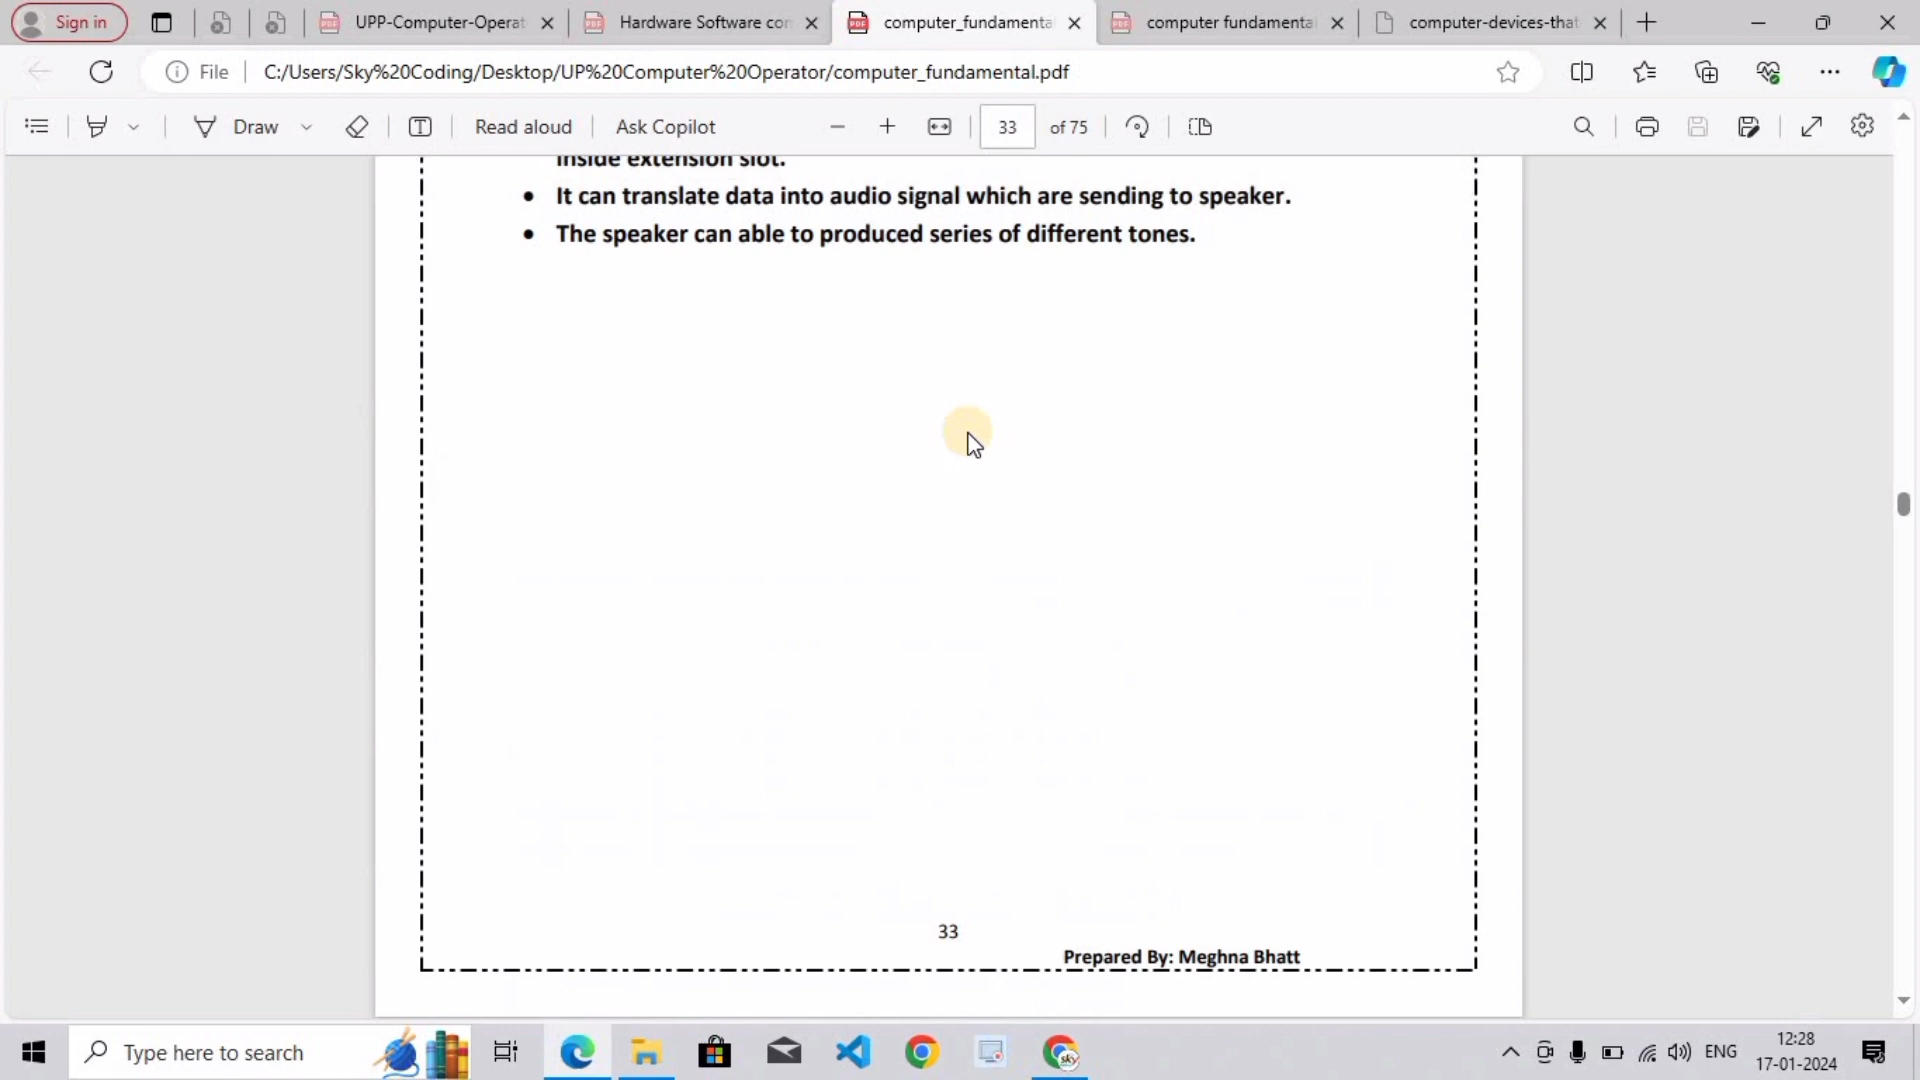 Sign in
UPP-Computer-Operat
Hardware Software con
computer_fundamenta
computer fundamenta
computer-devices-that
File
C:/Users/Sky%20Coding/Desktop/UP%20Computer%20Operator/computer_fundamental.pdf
Draw
Read aloud
Ask Copilot
33
of 75
inside extension slot.
• It can translate data into audio signal which are sending to speaker.
• The speaker can able to produced series of different tones.
33
Prepared By: Meghna Bhatt
Type here to search
ENG
12:28
17-01-2024